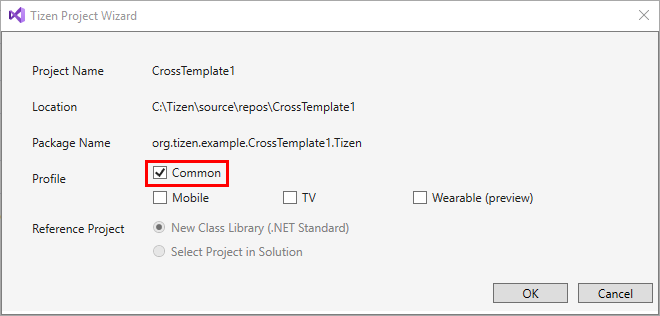 Tizen Project Wizard
Project Name CrossTemplate1
Location C:\Tizen\source\repos\CrossTemplate1
Package Name org.tizen.example.CrossTemplate1.Tizen
Profile Common
Mobile TV Wearable (preview)
Reference Project New Class Library (.NET Standard)
Select Project in Solution
OK Cancel